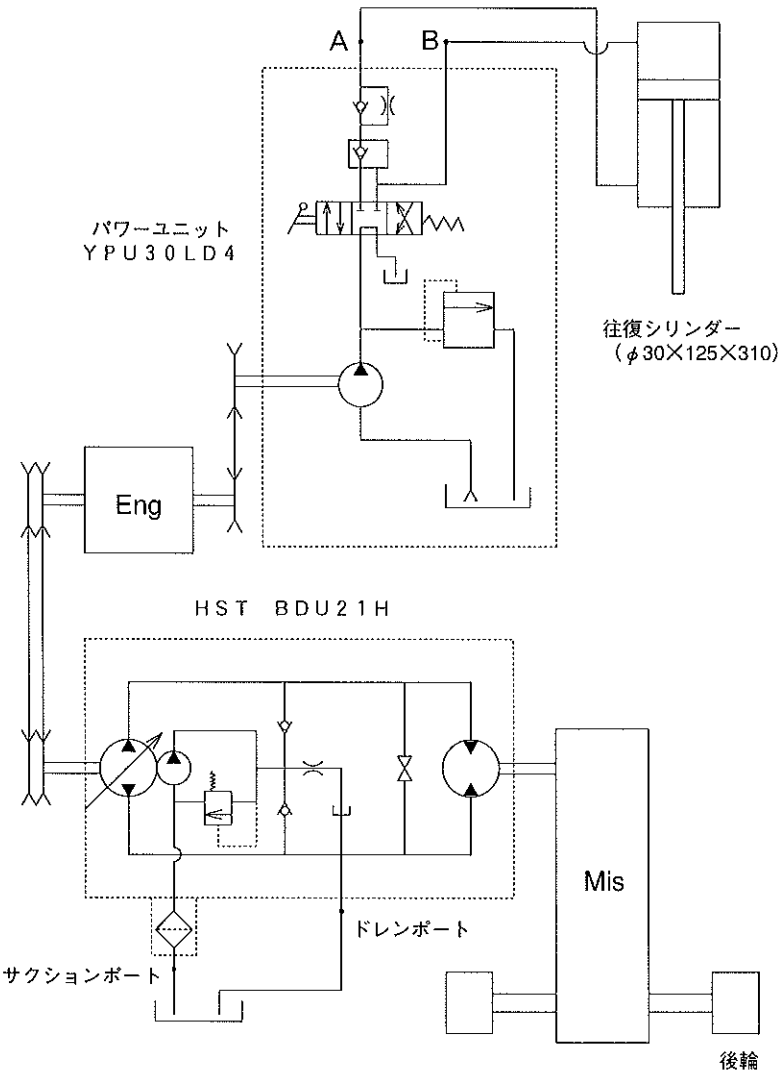 A
B
パワーユニット
YPU30LD4
往復シリンダー
(φ30×125×310)
Eng
HST BDU21H
Mis
ドレンポート
サクションポート
後輪